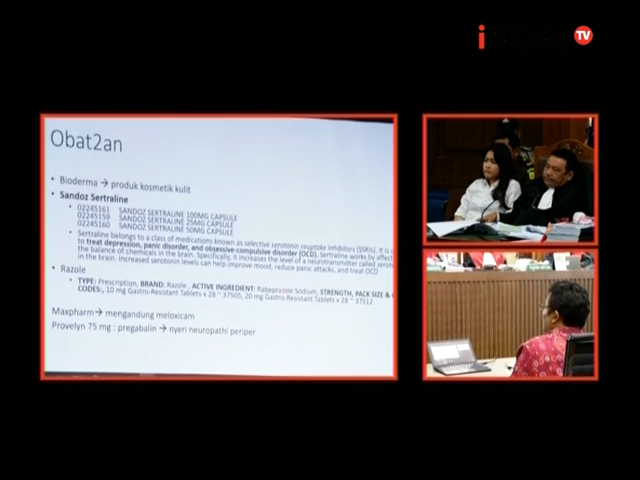 TV
Obat2an
• Bioderma → produk kosmetik kulit
• Sandoz Sertraline
• 02245161 SANDOZ SERTRALINE 100MG CAPSULE
02245159 SANDOZ SERTRALINE 25MG CAPSULE
02245160 SANDOZ SERTRALINE 50MG CAPSULE
• Sertraline belongs to a class of medications known as selective serotonin reuptake inhibitors (SSRIs). It is
to treat depression, panic disorder, and obsessive-compulsive disorder (OCD). Sertraline works by affect
the balance of chemicals in the brain. Specifically, it increases the level of a neurotransmitter called
in the brain. Increased serotonin levels can help improve mood, reduce panic attacks, and treat OCD
• Razole
• TYPE: Prescription, BRAND: Razole , ACTIVE INGREDIENT: Rabeprazole Sodium, STRENGTH, PACK SIZE &
CODES:, 10 mg Gastro-Resistant Tablets x 28 ~ 37505, 20 mg Gastro-Resistant Tablets x 28 ~ 37512
Maxpharm → mengandung meloxicam
Provelyn 75 mg : pregabalin → nyeri neuropathi periper